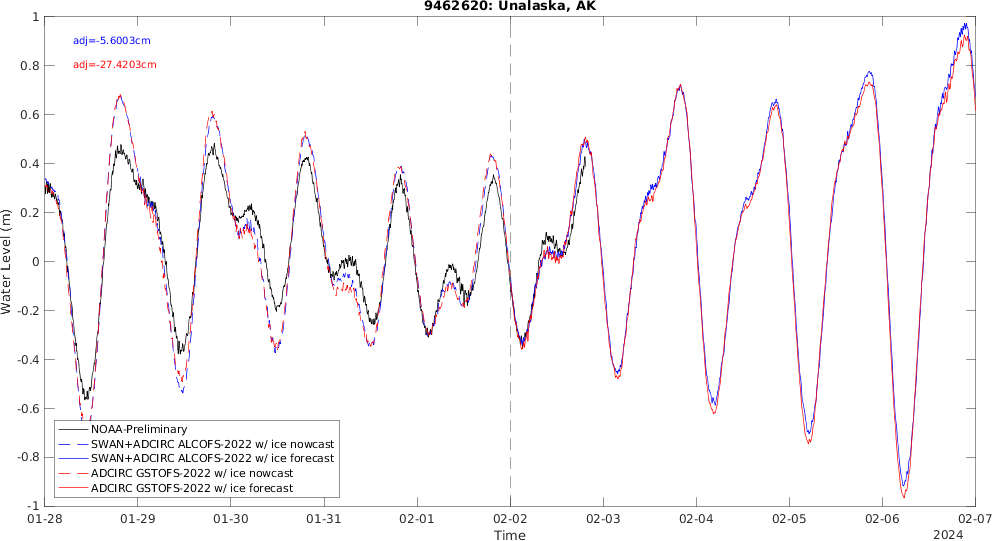 9462620: Unalaska, AK
adj=-5.6003cm
adj=-27.4203cm
Water Level (m)
1
0.8
0.6
0.4
0.2
0
-0.2
-0.4
-0.6
-0.8
-1
NOAA-Preliminary
SWAN+ADCIRC ALCOFS-2022 w/ ice nowcast
SWAN+ADCIRC ALCOFS-2022 w/ ice forecast
ADCIRC GSTOFS-2022 w/ ice nowcast
ADCIRC GSTOFS-2022 w/ ice forecast
01-28 01-29 01-30 01-31 02-01 02-02 02-03 02-04 02-05 02-06 02-07
Time
2024